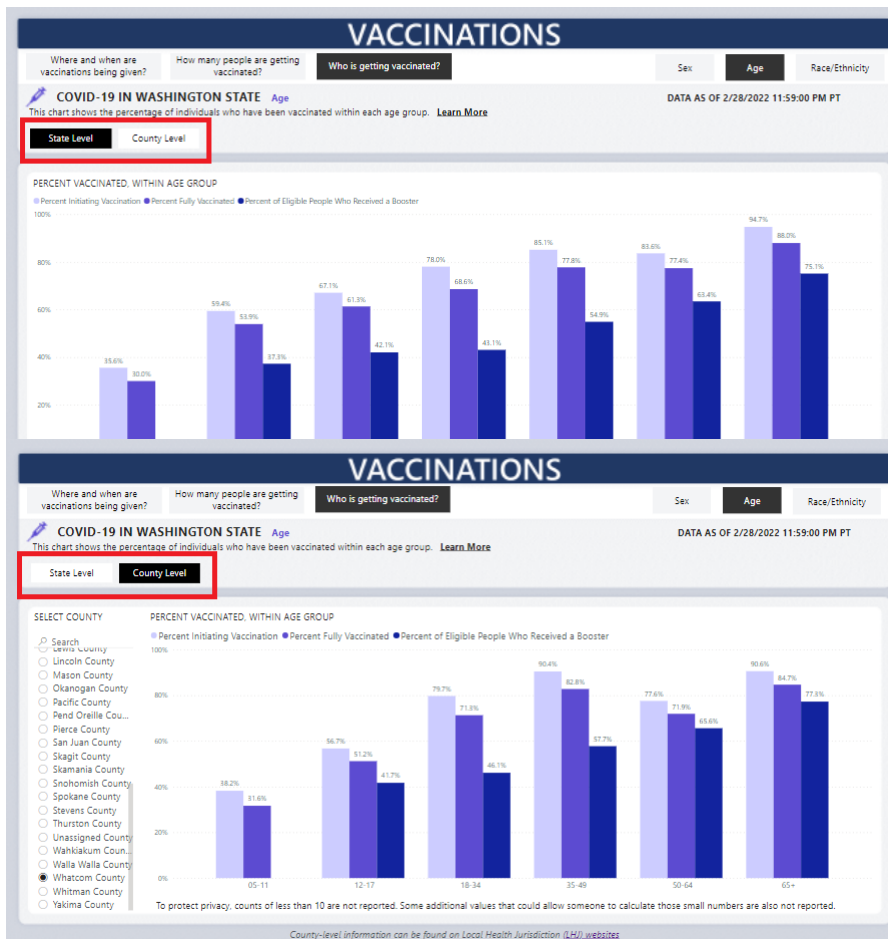 VACCINATIONS
Where and when are vaccinations being given?
How many people are getting vaccinated?
Who is getting vaccinated?
Sex
Age
Race/Ethnicity
COVID-19 IN WASHINGTON STATE Age
DATA AS OF 2/28/2022 11:59:00 PM PT
This chart shows the percentage of individuals who have been vaccinated within each age group. Learn More
State Level
County Level
PERCENT VACCINATED, WITHIN AGE GROUP
Percent Initiating Vaccination Percent Fully Vaccinated Percent of Eligible People Who Received a Booster
100%
80%
60%
40%
20%
35.6%
30.0%
59.4%
53.9%
37.3%
67.1%
61.3%
42.1%
78.0%
68.6%
43.1%
85.1%
77.8%
54.9%
83.6%
77.4%
63.4%
94.7%
88.0%
75.1%
VACCINATIONS
Where and when are vaccinations being given?
How many people are getting vaccinated?
Who is getting vaccinated?
Sex
Age
Race/Ethnicity
COVID-19 IN WASHINGTON STATE Age
DATA AS OF 2/28/2022 11:59:00 PM PT
This chart shows the percentage of individuals who have been vaccinated within each age group. Learn More
State Level
County Level
SELECT COUNTY
Search
Lewis County
Lincoln County
Mason County
Okanogan County
Pacific County
Pend Oreille Cou...
Pierce County
San Juan County
Skagit County
Skamania County
Snohomish County
Spokane County
Stevens County
Thurston County
Unassigned County
Wahkiakum Coun...
Walla Walla County
Whatcom County
Whitman County
Yakima County
PERCENT VACCINATED, WITHIN AGE GROUP
Percent Initiating Vaccination Percent Fully Vaccinated Percent of Eligible People Who Received a Booster
100%
80%
60%
40%
20%
0%
38.2%
31.6%
56.7%
51.2%
41.7%
79.7%
71.3%
46.1%
90.4%
82.8%
57.7%
77.6%
71.9%
65.6%
90.6%
84.7%
77.3%
05-11
12-17
18-34
35-49
50-64
65+
To protect privacy, counts of less than 10 are not reported. Some additional values that could allow someone to calculate those small numbers are also not reported.
County-level information can be found on Local Health Jurisdiction (LHJ) websites